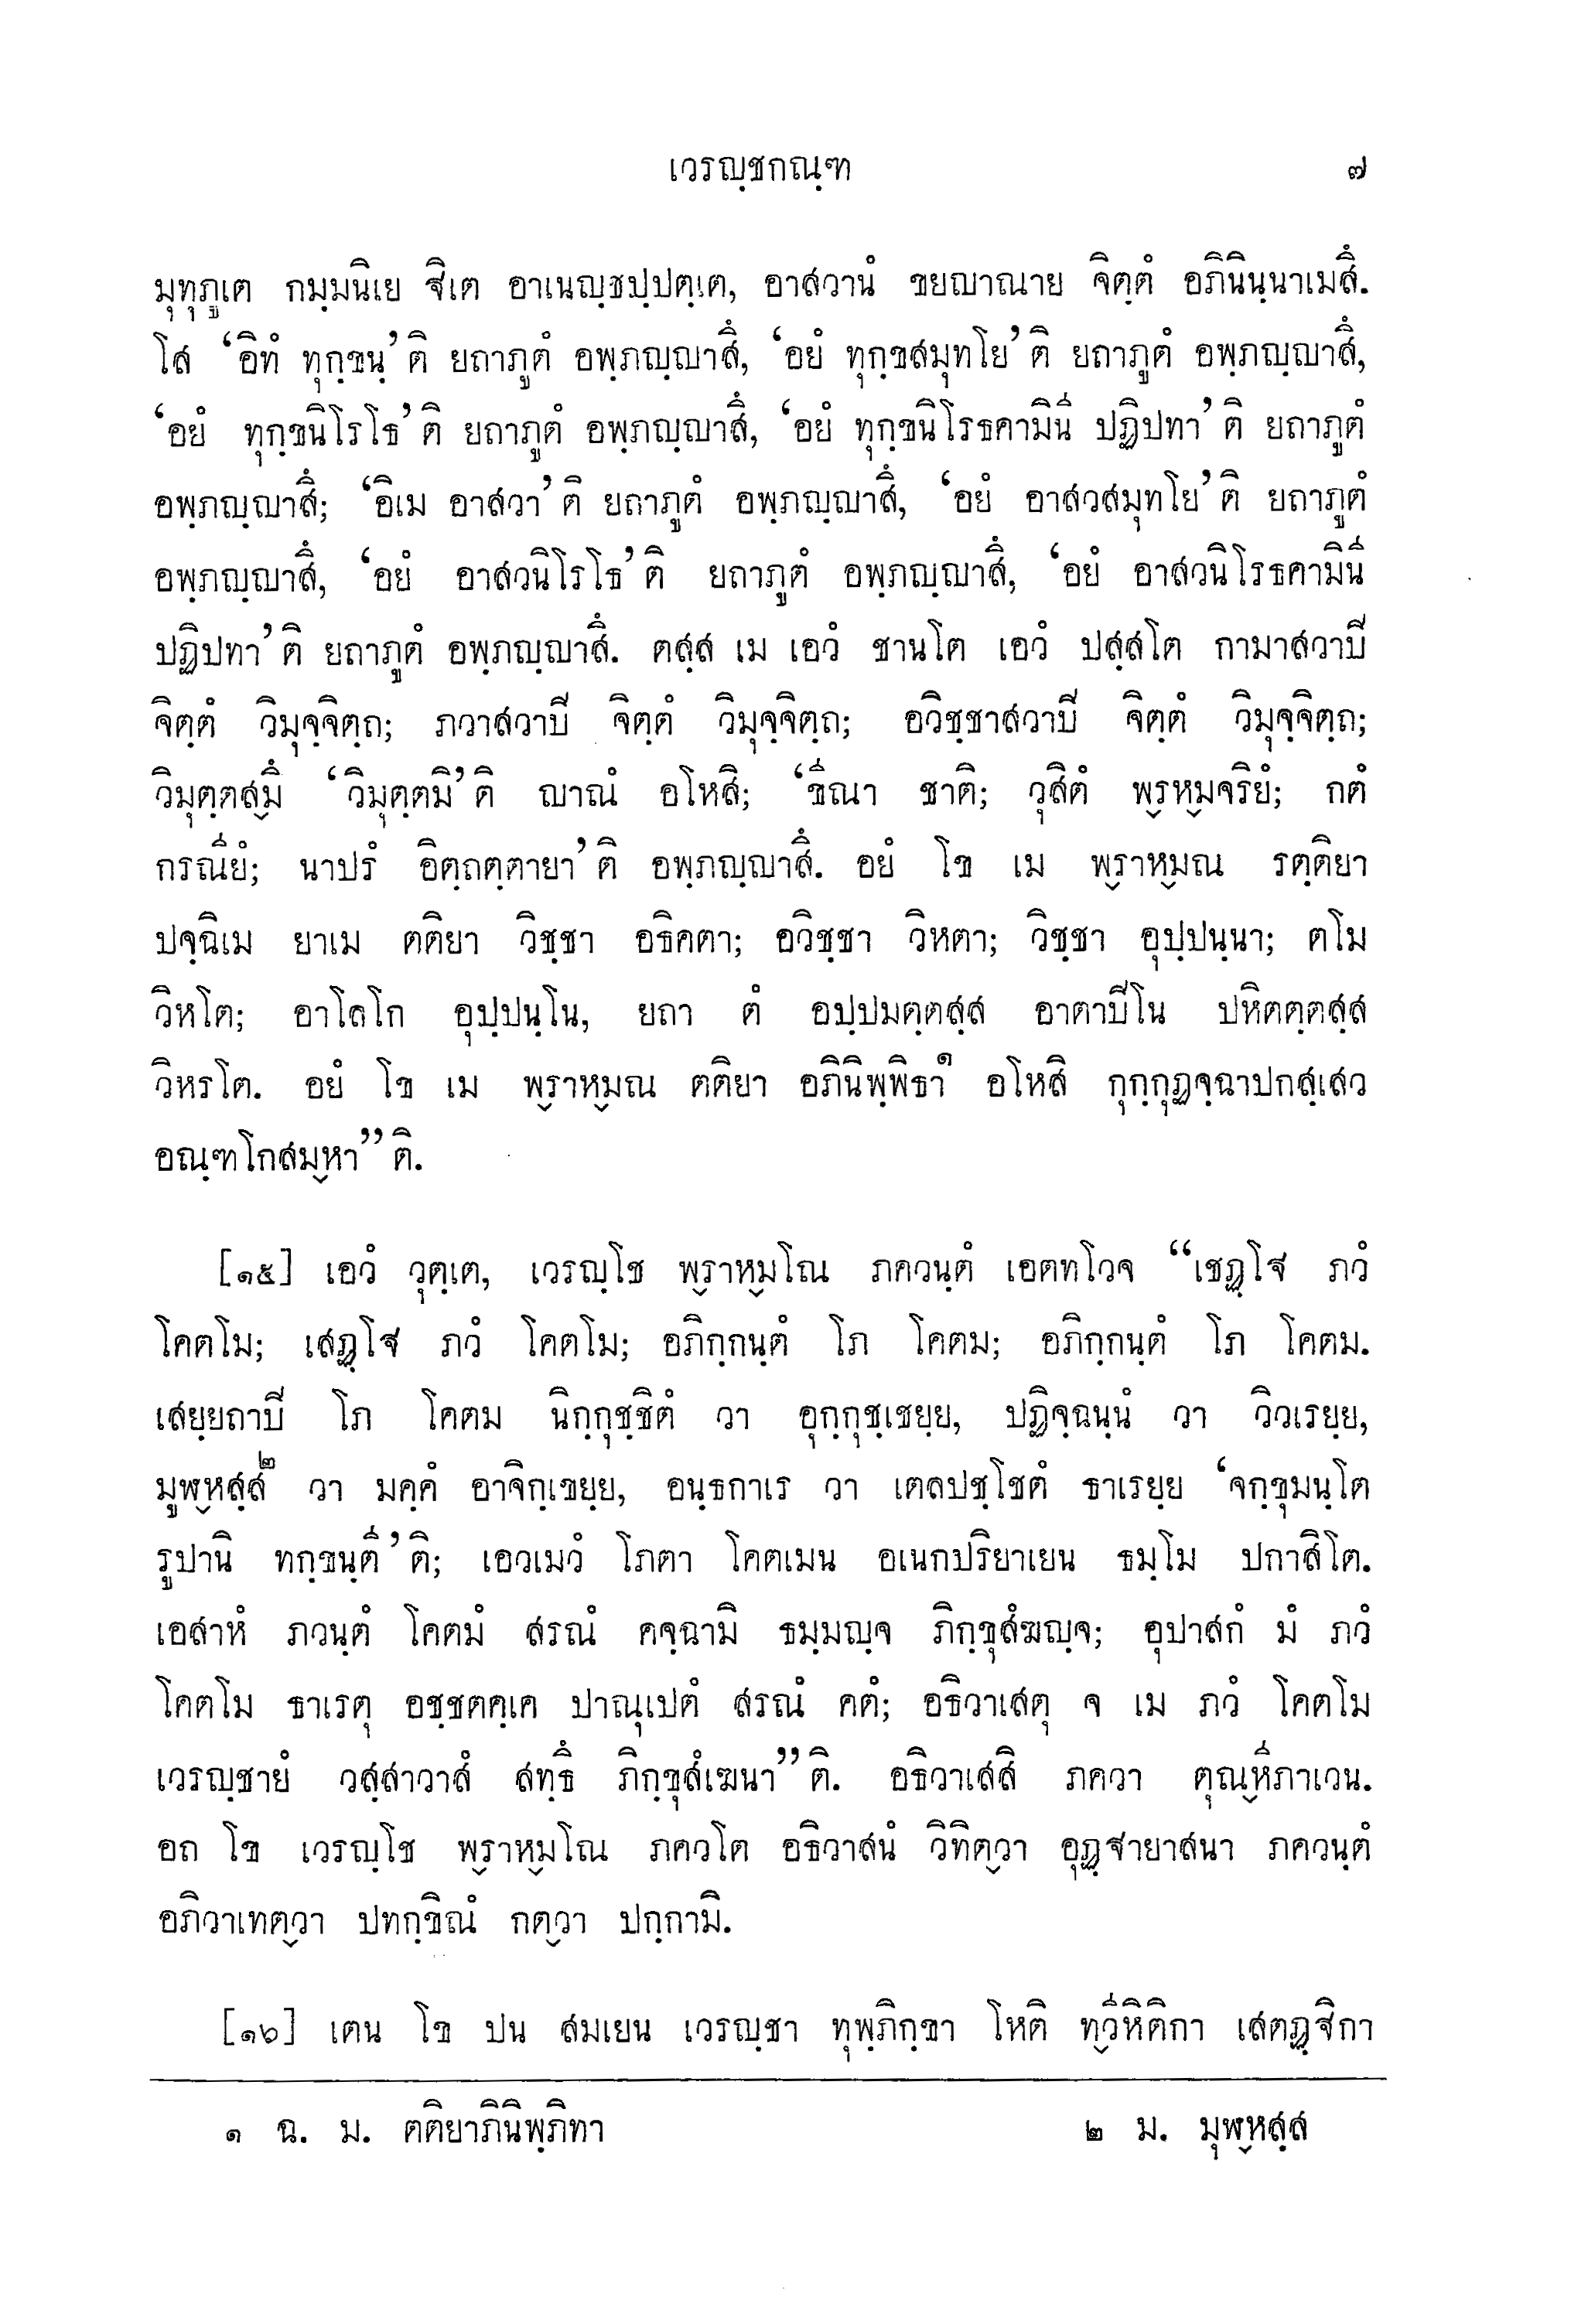 เวรญฺชกณฺฑ ๗
มุทุภูเต กมฺมนิเย ฐิเต อาเนญฺชปฺปตฺเต, อาสวานํ ขยญาณาย จิตฺตํ อภินินฺนาเมสึ.
โส ‘อิทํ ทุกฺขนฺ’ติ ยถาภูตํ อพฺภญฺญาสึ, ‘อยํ ทุกฺขสมุทโย’ติ ยถาภูตํ อพฺภญฺญาสึ,
‘อยํ ทุกฺขนิโรโธ’ติ ยถาภูตํ อพฺภญฺญาสึ, ‘อยํ ทุกฺขนิโรธคามินี ปฏิปทา’ติ ยถาภูตํ
อพฺภญฺญาสึ; ‘อิเม อาสวา’ติ ยถาภูตํ อพฺภญฺญาสึ, ‘อยํ อาสวสมุทโย’ติ ยถาภูตํ
อพฺภญฺญาสึ, ‘อยํ อาสวนิโรโธ’ติ ยถาภูตํ อพฺภญฺญาสึ, ‘อยํ อาสวนิโรธคามินี
ปฏิปทา’ติ ยถาภูตํ อพฺภญฺญาสึ. ตสฺส เม เอวํ ชานโต เอวํ ปสฺสโต กามาสวาปิ
จิตฺตํ วิมุจฺจิตฺถ; ภวาสวาปิ จิตฺตํ วิมุจฺจิตฺถ; อวิชฺชาสวาปิ จิตฺตํ วิมุจฺจิตฺถ;
วิมุตฺตสฺมึ ‘วิมุตฺตมิ’ติ ญาณํ อโหสิ; ‘ขีณา ชาติ; วุสิตํ พฺรหฺมจริยํ; กตํ
กรณียํ; นาปรํ อิตฺถตฺตายา’ติ อพฺภญฺญาสึ. อยํ โข เม พฺราหฺมณ รตฺติยา
ปจฺฉิเม ยาเม ตติยา วิชฺชา อธิคตา; อวิชฺชา วิหตา; วิชฺชา อุปฺปนฺนา; ตโม
วิหโต; อาโลโก อุปฺปนฺโน, ยถา ตํ อปฺปมตฺตสฺส อาตาปิโน ปหิตตฺตสฺส
วิหรโต. อยํ โข เม พฺราหฺมณ ตติยา อภินิพฺพิธา๑ อโหสิ กุกฺกุฏจฺฉาปกสฺเสว
อณฺฑโกสมฺหา”ติ.
[๑๕] เอวํ วุตฺเต, เวรญฺโช พฺราหฺมโณ ภควนฺตํ เอตทโวจ “เชฏฺโฐ ภวํ
โคตโม; เสฏฺโฐ ภวํ โคตโม; อภิกฺกนฺตํ โภ โคตม; อภิกฺกนฺตํ โภ โคตม.
เสยฺยถาปิ โภ โคตม นิกฺกุชฺชิตํ วา อุกฺกุชฺเชยฺย, ปฏิจฺฉนฺนํ วา วิวเรยฺย,
มูฬฺหสฺส๒ วา มคฺคํ อาจิกฺเขยฺย, อนฺธกาเร วา เตลปชฺโชตํ ธาเรยฺย ‘จกฺขุมนฺโต
รูปานิ ทกฺขนฺตี’ติ; เอวเมวํ โภตา โคตเมน อเนกปริยาเยน ธมฺโม ปกาสิโต.
เอสาหํ ภวนฺตํ โคตมํ สรณํ คจฺฉามิ ธมฺมญฺจ ภิกฺขุสํฆญฺจ; อุปาสกํ มํ ภวํ
โคตโม ธาเรตุ อชฺชตคฺเค ปาณุเปตํ สรณํ คตํ; อธิวาเสตุ จ เม ภวํ โคตโม
เวรญฺชายํ วสฺสาวาสํ สทฺธึ ภิกฺขุสํเฆนา”ติ. อธิวาเสสิ ภควา ตุณฺหีภาเวน.
อถ โข เวรญฺโช พฺราหฺมโณ ภควโต อธิวาสนํ วิทิตฺวา อุฏฺฐายาสนา ภควนฺตํ
อภิวาเทตฺวา ปทกฺขิณํ กตฺวา ปกฺกามิ.
[๑๖] เตน โข ปน สมเยน เวรญฺชา ทุพฺภิกฺขา โหติ ทฺวีหิติกา เสตฏฺฐิกา
๑ ฉ. ม. ตติยาภินิพฺภิทา ๒ ม. มุฬฺหสฺส